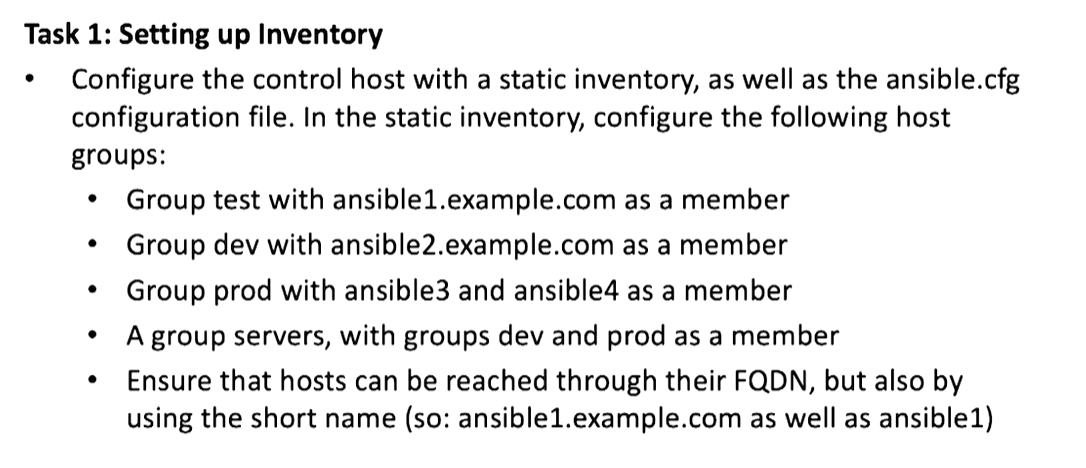 Task 1: Setting up Inventory
• Configure the control host with a static inventory, as well as the ansible.cfg
configuration file. In the static inventory, configure the following host
groups:
• Group test with ansible1.example.com as a member
• Group dev with ansible2.example.com as a member
• Group prod with ansible3 and ansible4 as a member
• A group servers, with groups dev and prod as a member
• Ensure that hosts can be reached through their FQDN, but also by
using the short name (so: ansible1.example.com as well as ansible1)